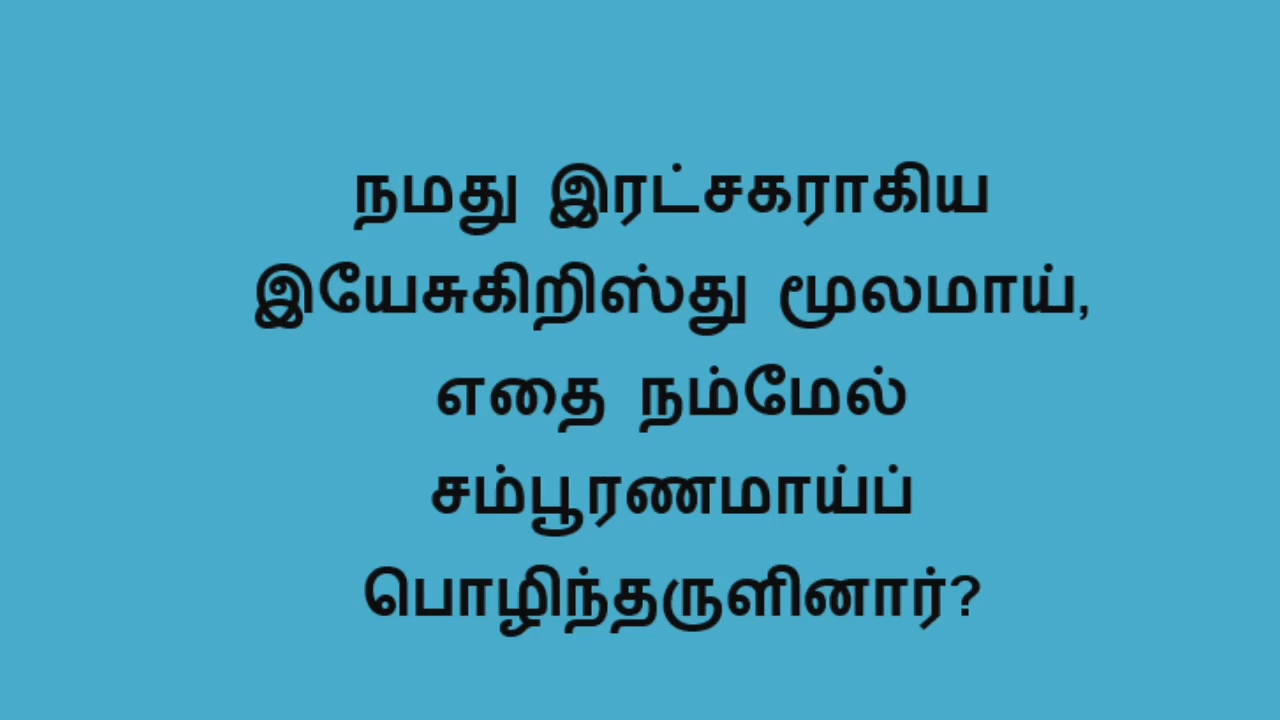 நமது இரட்சகராகிய
இயேசுகிறிஸ்து மூலமாய்,
எதை நம்மேல்
சம்பூரணமாய்ப்
பொழிந்தருளினார்?